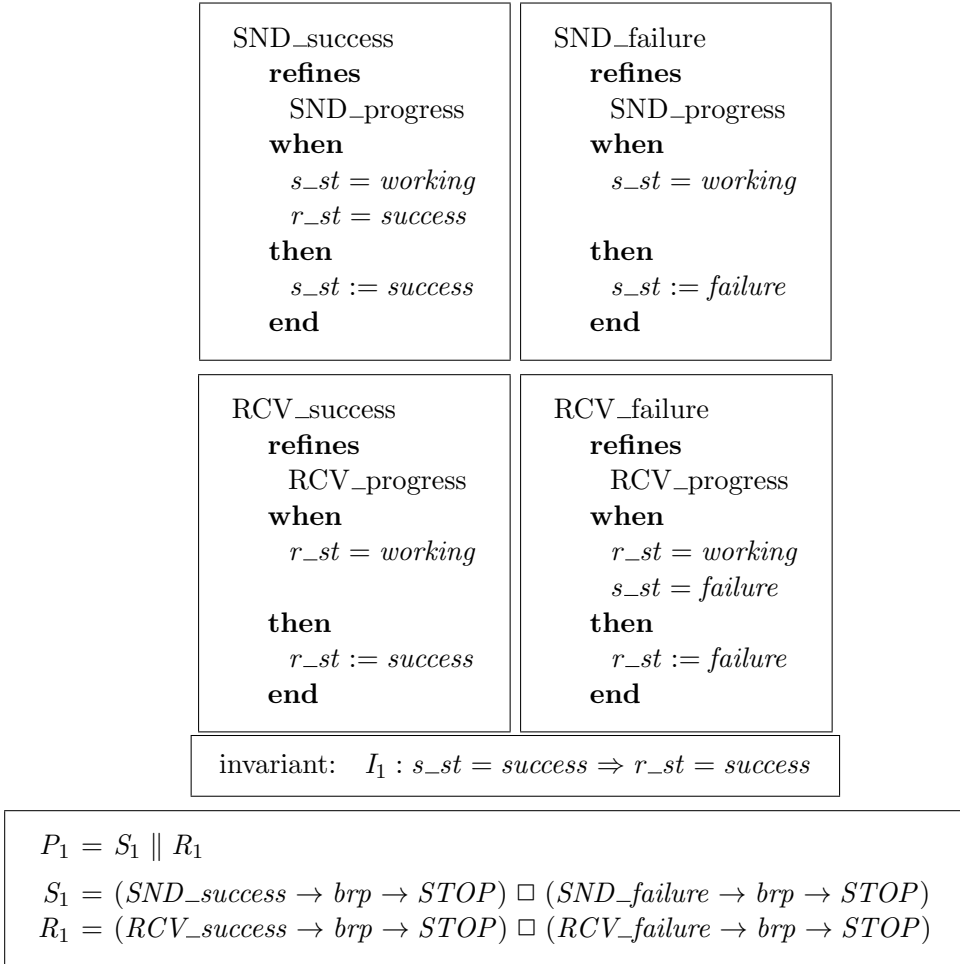 SND_success
refines
SND_progress
when
s_st = working
r_st = success
then
s_st := success
end
SND_failure
refines
SND_progress
when
s_st = working
then
s_st := failure
end
RCV_success
refines
RCV_progress
when
r_st = working
then
r_st := success
end
RCV_failure
refines
RCV_progress
when
r_st = working
s_st = failure
then
r_st := failure
end
invariant: I₁ : s_st = success ⇒ r_st = success
P₁ = S₁ ∥ R₁
S₁ = (SND_success → brp → STOP) □ (SND_failure → brp → STOP)
R₁ = (RCV_success → brp → STOP) □ (RCV_failure → brp → STOP)